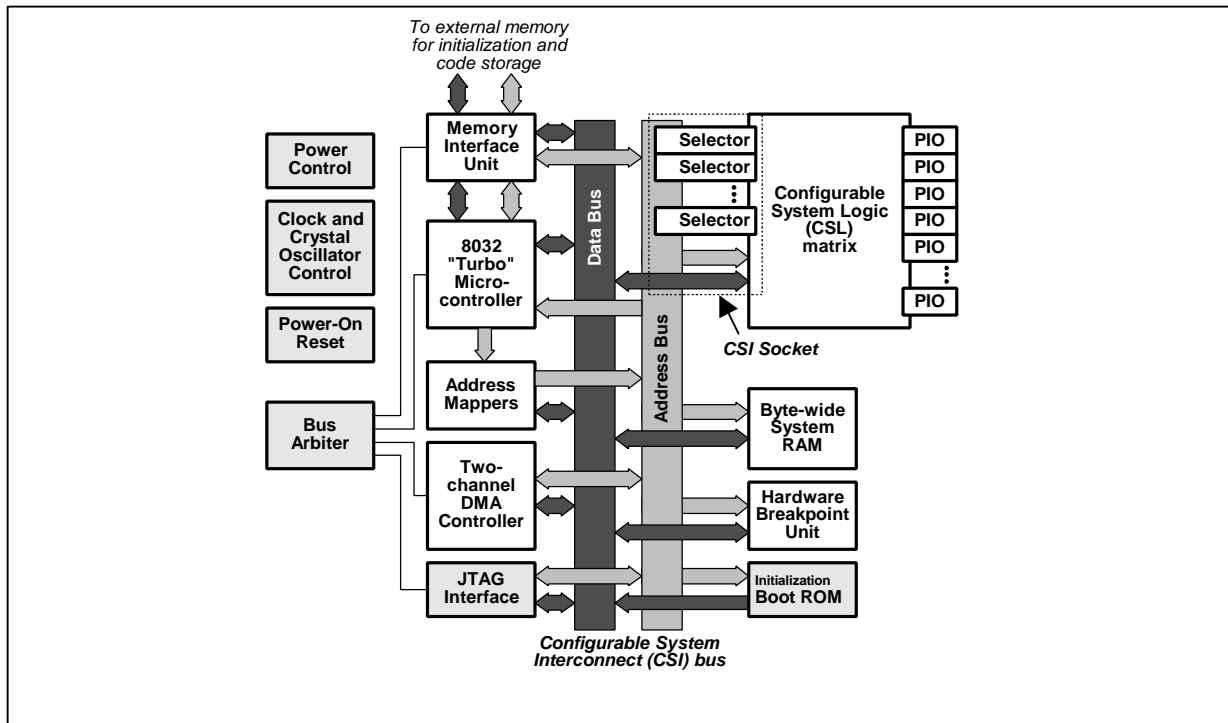 To external memory
for initialization and
code storage
Memory
Interface
Unit
Power
Control
Clock and
Crystal
Oscillator
Control
Power-On
Reset
Bus
Arbiter
8032
"Turbo"
Micro-
controller
Address
Mappers
Two-
channel
DMA
Controller
JTAG
Interface
Data Bus
Address Bus
Configurable System
Interconnect (CSI) bus
Selector
Selector
Selector
CSI Socket
Configurable
System Logic
(CSL)
matrix
PIO
PIO
PIO
PIO
PIO
PIO
Byte-wide
System
RAM
Hardware
Breakpoint
Unit
Initialization
Boot ROM